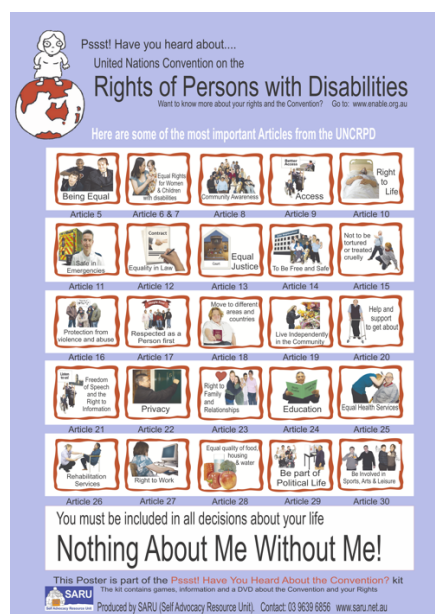 Pssst! Have you heard about....
United Nations Convention on the
Rights of Persons with Disabilities
Want to know more about your rights and the Convention? Go to: www.enable.org.au
Here are some of the most important Articles from the UNCRPD
Being Equal
Article 5
Equal Rights
for Women
& Children
with disabilities
Article 6 & 7
Community Awareness
Article 8
Better
Access
Access
Article 9
Right
to
Life
Article 10
Safe in
Emergencies
Article 11
Contract
Equality in Law
Article 12
Court
Equal
Justice
Article 13
To Be Free and Safe
Article 14
Not to be
tortured
or treated
cruelly
Article 15
Protection from
violence and abuse
Article 16
Respected as a
Person first
Article 17
Move to different
areas and
countries
Article 18
Live Independently
in the Community
Article 19
Help and
support
to get about
Article 20
Listen
to us!
Freedom
of Speech
and the
Right to
Information
Article 21
Privacy
Article 22
Right to
Family
and
Relationships
Article 23
Education
Article 24
Equal Health Services
Article 25
Rehabilitation
Services
Article 26
Right to Work
Article 27
Equal quality of food,
housing
& water
Article 28
Be part of
Political Life
Article 29
Be Involved in
Sports, Arts & Leisure
Article 30
You must be included in all decisions about your life
Nothing About Me Without Me!
This Poster is part of the Pssst! Have You Heard About the Convention? kit
The kit contains games, information and a DVD about the Convention and your Rights
SARU
Self Advocacy Resource Unit
Produced by SARU (Self Advocacy Resource Unit). Contact: 03 9639 6856 www.saru.net.au